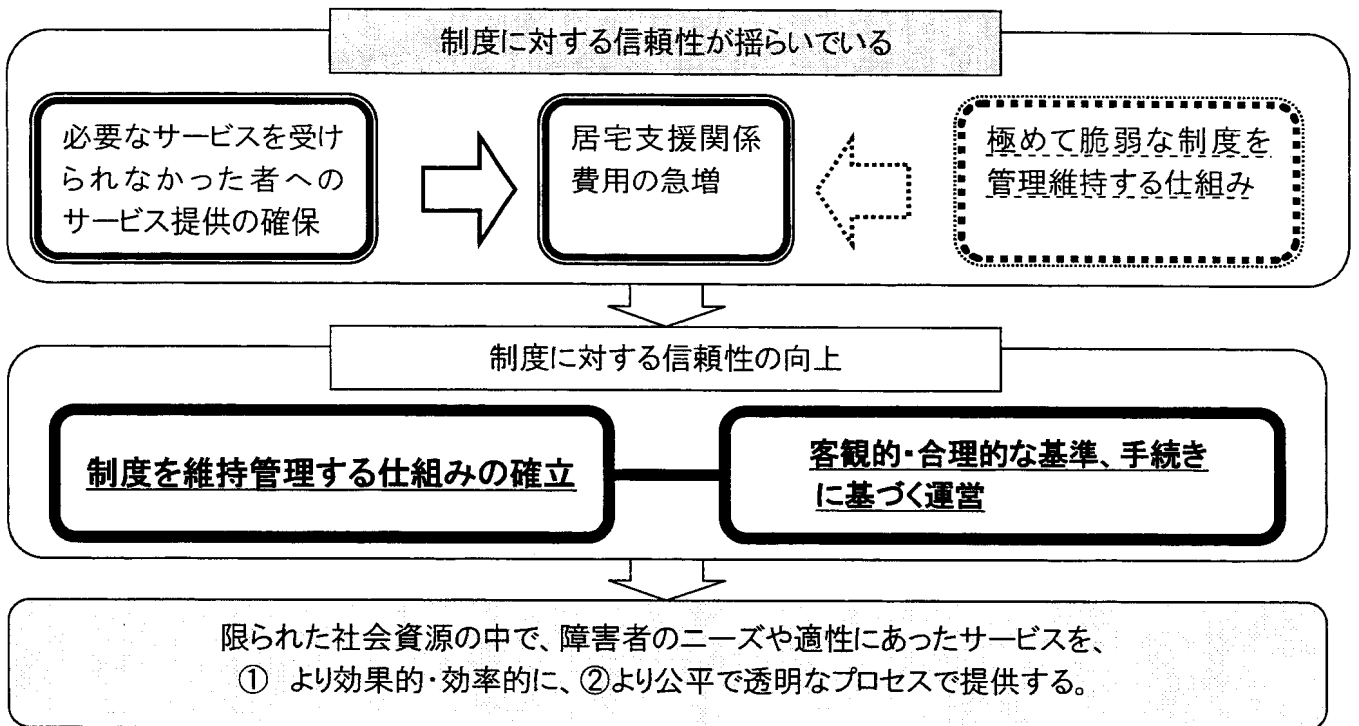 制度に対する信頼性が揺らいでいる
必要なサービスを受け
られなかった者への
サービス提供の確保
居宅支援関係
費用の急増
極めて脆弱な制度を
管理維持する仕組み
制度に対する信頼性の向上
制度を維持管理する仕組みの確立
客観的・合理的な基準、手続き
に基づく運営
限られた社会資源の中で、障害者のニーズや適性にあったサービスを、
① より効果的・効率的に、②より公平で透明なプロセスで提供する。